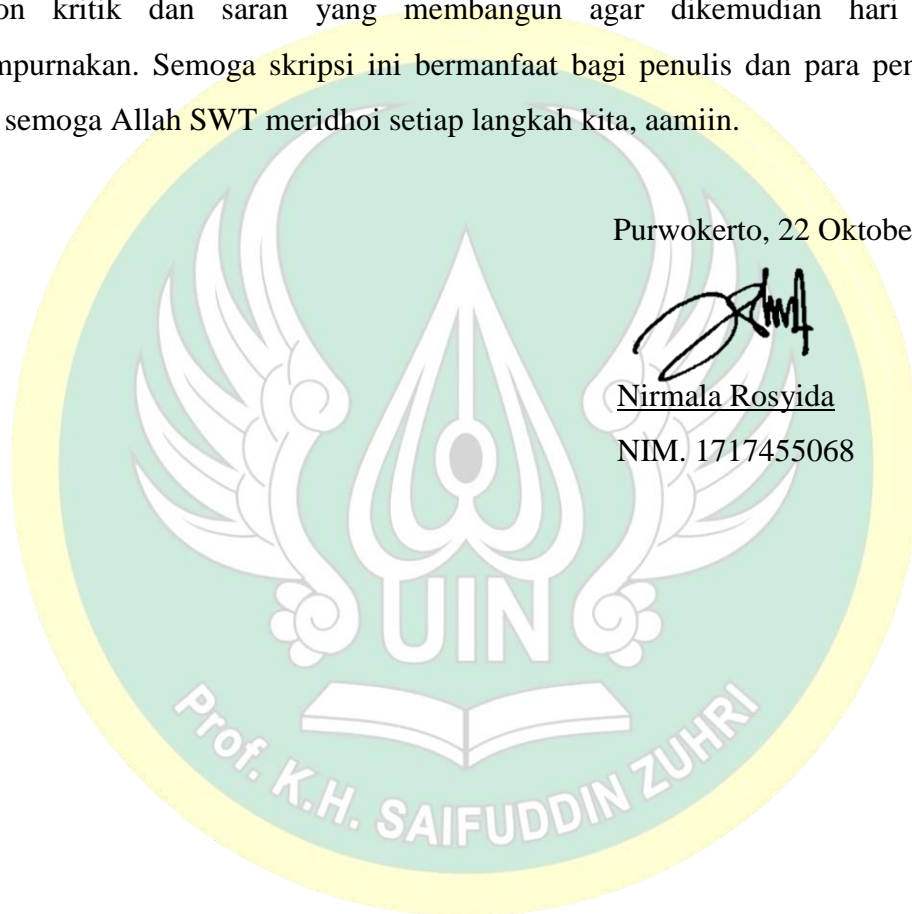 kritik dan saran yang membangun agar dikemudian hari
semoga skripsi ini bermanfaat bagi penulis dan para
semoga Allah SWT meridhoi setiap langkah kita, aamiin.
Purwokerto, 22
Nirmala Rosyida
NIM. 1717455068
UIN
Prof. K.H. SAIFUDDIN ZUHRI